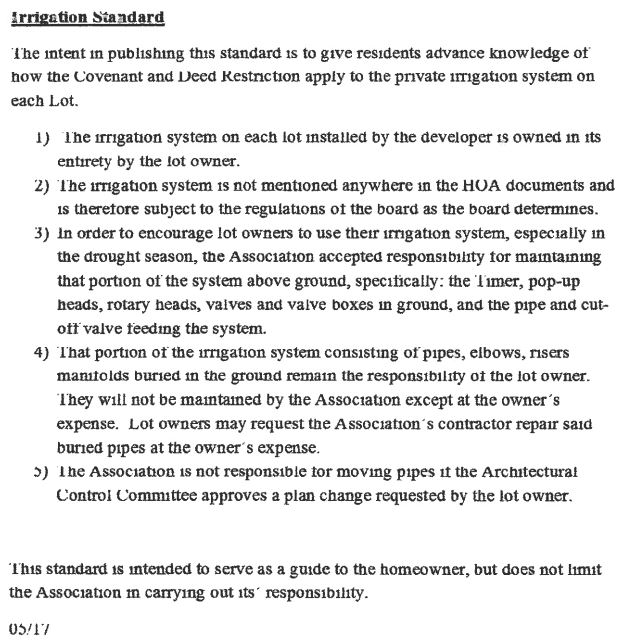 Irrigation Standard
The intent in publishing this standard is to give residents advance knowledge of
how the Covenant and Deed Restriction apply to the private irrigation system on
each Lot.
1) The irrigation system on each lot installed by the developer is owned in its
entirety by the lot owner.
2) The irrigation system is not mentioned anywhere in the HOA documents and
is therefore subject to the regulations of the board as the board determines.
3) In order to encourage lot owners to use their irrigation system, especially in
the drought season, the Association accepted responsibility for maintaining
that portion of the system above ground, specifically: the Timer, pop-up
heads, rotary heads, valves and valve boxes in ground, and the pipe and cut-
off valve feeding the system.
4) That portion of the irrigation system consisting of pipes, elbows, risers
manifolds buried in the ground remain the responsibility of the lot owner.
They will not be maintained by the Association except at the owner's
expense. Lot owners may request the Association's contractor repair said
buried pipes at the owner's expense.
5) The Association is not responsible for moving pipes if the Architectural
Control Committee approves a plan change requested by the lot owner.
This standard is intended to serve as a guide to the homeowner, but does not limit
the Association in carrying out its' responsibility.
05/17